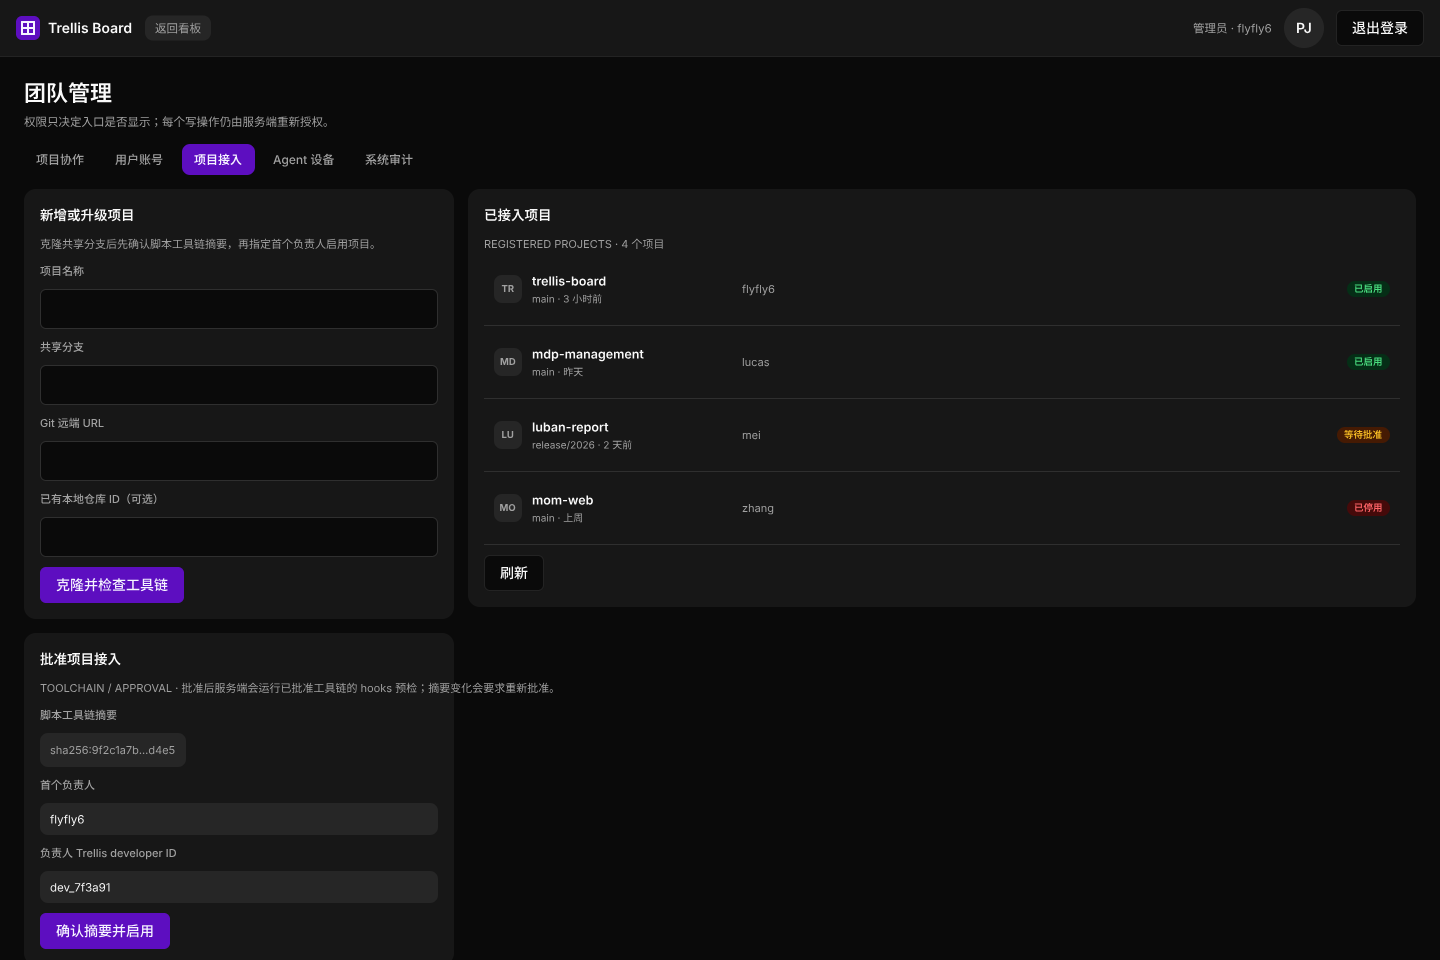 Trellis Board
返回看板
管理员 · flyfly6
PJ
退出登录
团队管理
权限只决定入口是否显示；每个写操作仍由服务端重新授权。
项目协作
用户账号
项目接入
Agent 设备
系统审计
新增或升级项目
克隆共享分支后先确认脚本工具链摘要，再指定首个负责人启用项目。
项目名称
共享分支
Git 远端 URL
已有本地仓库 ID（可选）
克隆并检查工具链
已接入项目
REGISTERED PROJECTS · 4 个项目
TR
trellis-board
main · 3 小时前
flyfly6
已启用
MD
mdp-management
main · 昨天
lucas
已启用
LU
luban-report
release/2026 · 2 天前
mei
等待批准
MO
mom-web
main · 上周
zhang
已停用
刷新
批准项目接入
TOOLCHAIN / APPROVAL · 批准后服务端会运行已批准工具链的 hooks 预检；摘要变化会要求重新批准。
脚本工具链摘要
sha256:9f2c1a7b…d4e5
首个负责人
flyfly6
负责人 Trellis developer ID
dev_7f3a91
确认摘要并启用